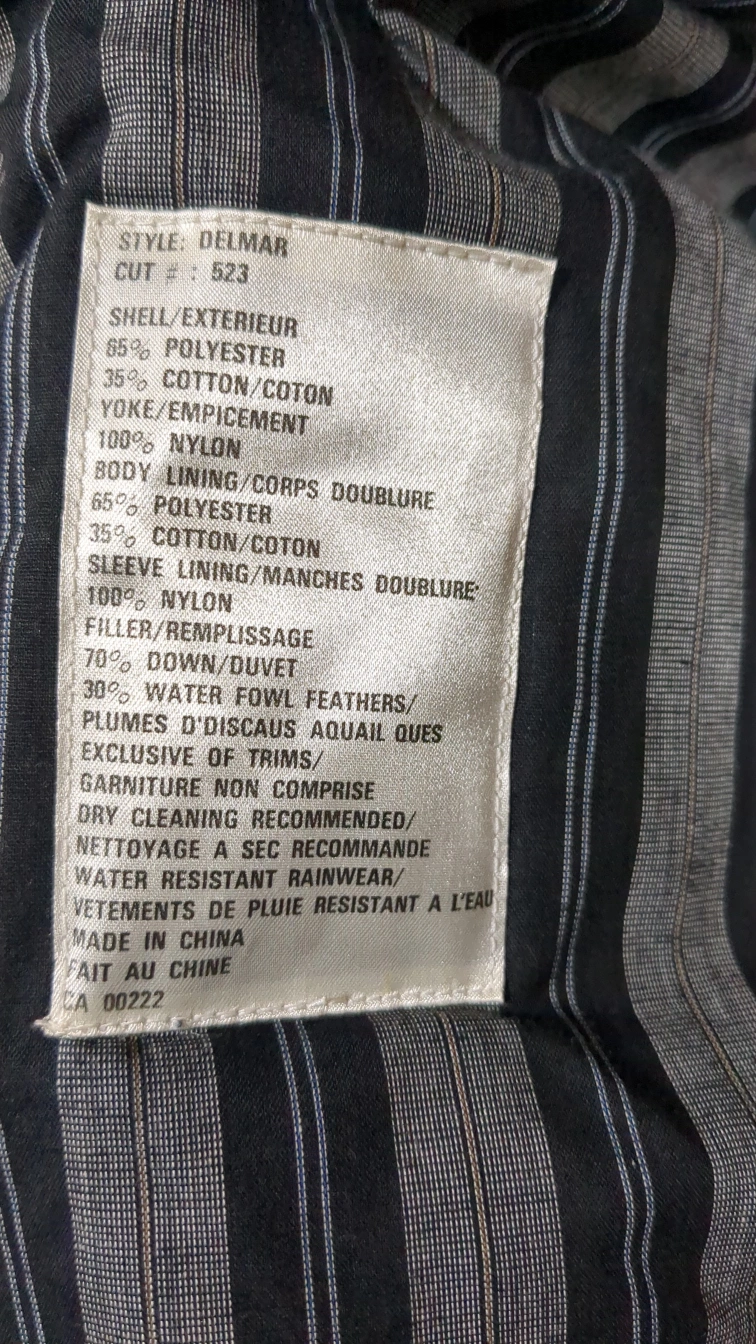 STYLE: DELMAR
CUT # : 523
SHELL/EXTERIEUR
65% POLYESTER
35% COTTON/COTON
YOKE/EMPICEMENT
100% NYLON
BODY LINING/CORPS DOUBLURE
65% POLYESTER
35% COTTON/COTON
SLEEVE LINING/MANCHES DOUBLURE
100% NYLON
FILLER/REMPLISSAGE
70% DOWN/DUVET
30% WATER FOWL FEATHERS/
PLUMES D'DISCAUS AQUAIL QUES
EXCLUSIVE OF TRIMS/
GARNITURE NON COMPRISE
DRY CLEANING RECOMMENDED/
NETTOYAGE A SEC RECOMMANDE
WATER RESISTANT RAINWEAR/
VETEMENTS DE PLUIE RESISTANT A L'EAU
MADE IN CHINA
FAIT AU CHINE
CA 00222